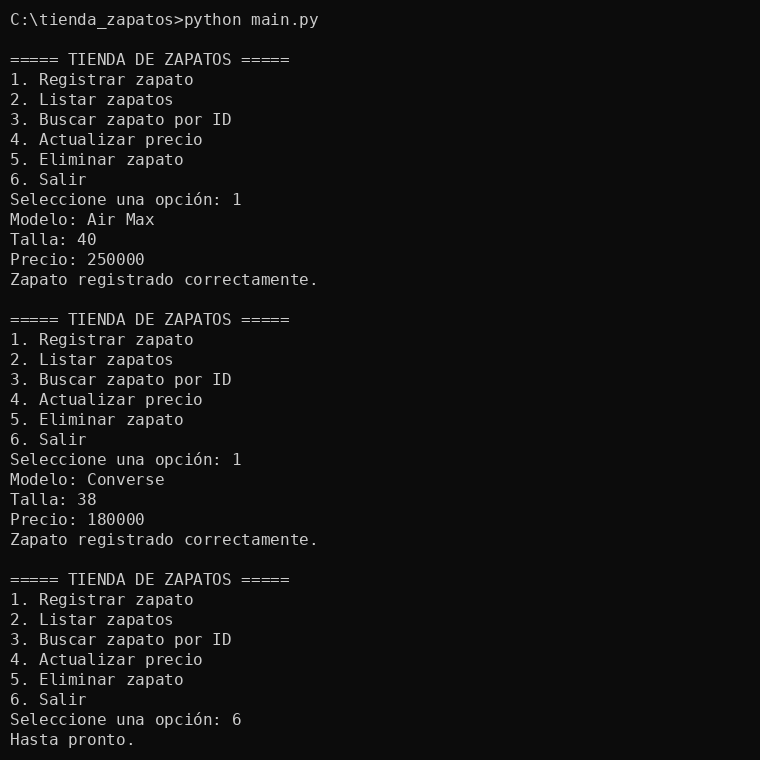 C:\tienda_zapatos>python main.py
===== TIENDA DE ZAPATOS =====
1. Registrar zapato
2. Listar zapatos
3. Buscar zapato por ID
4. Actualizar precio
5. Eliminar zapato
6. Salir
Seleccione una opción: 1
Modelo: Air Max
Talla: 40
Precio: 250000
Zapato registrado correctamente.
===== TIENDA DE ZAPATOS =====
1. Registrar zapato
2. Listar zapatos
3. Buscar zapato por ID
4. Actualizar precio
5. Eliminar zapato
6. Salir
Seleccione una opción: 1
Modelo: Converse
Talla: 38
Precio: 180000
Zapato registrado correctamente.
===== TIENDA DE ZAPATOS =====
1. Registrar zapato
2. Listar zapatos
3. Buscar zapato por ID
4. Actualizar precio
5. Eliminar zapato
6. Salir
Seleccione una opción: 6
Hasta pronto.